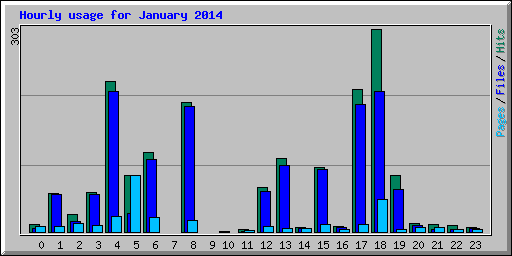 Hourly usage for January 2014
303
Pages / Files / Hits
0 1 2 3 4 5 6 7 8 9 10 11 12 13 14 15 16 17 18 19 20 21 22 23